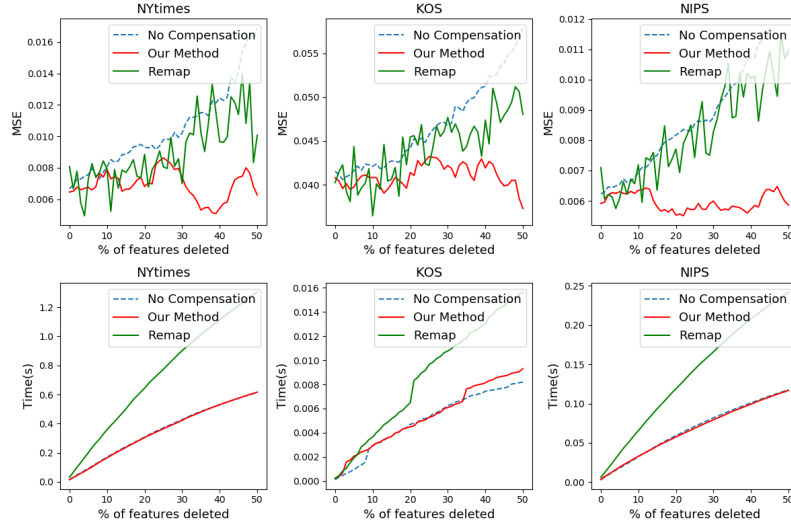 NYtimes
KOS
NIPS
No Compensation
Our Method
Remap
No Compensation
Our Method
Remap
No Compensation
Our Method
Remap
MSE
0.016
0.014
0.012
0.010
0.008
0.006
MSE
0.055
0.050
0.045
0.040
MSE
0.012
0.011
0.010
0.009
0.008
0.007
0.006
0 10 20 30 40 50
0 10 20 30 40 50
0 10 20 30 40 50
% of features deleted
% of features deleted
% of features deleted
NYtimes
KOS
NIPS
No Compensation
Our Method
Remap
No Compensation
Our Method
Remap
No Compensation
Our Method
Remap
Time(s)
1.2
1.0
0.8
0.6
0.4
0.2
0.0
Time(s)
0.016
0.014
0.012
0.010
0.008
0.006
0.004
0.002
0.000
Time(s)
0.25
0.20
0.15
0.10
0.05
0.00
0 10 20 30 40 50
0 10 20 30 40 50
0 10 20 30 40 50
% of features deleted
% of features deleted
% of features deleted